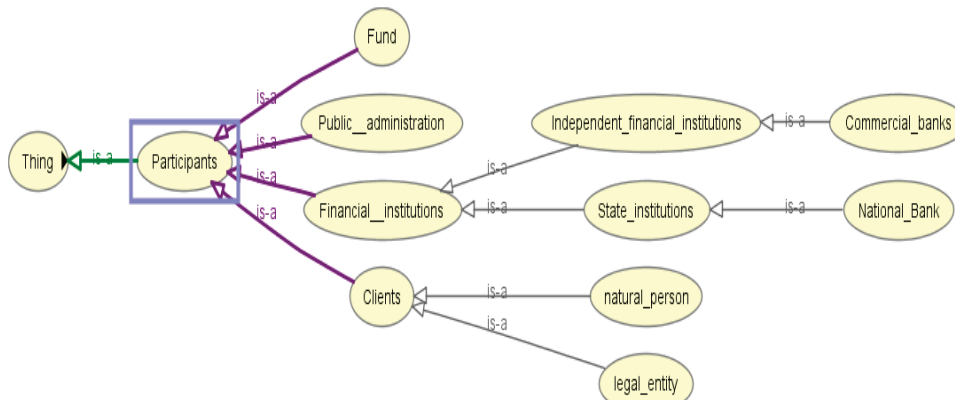 Fund
is-a
Public__administration
Independent_financial_institutions
is-a
Commercial_banks
Thing
is-a
Participants
is-a
is-a
is-a
Financial__institutions
is-a
State_institutions
is-a
National_Bank
is-a
Clients
is-a
natural_person
is-a
legal_entity